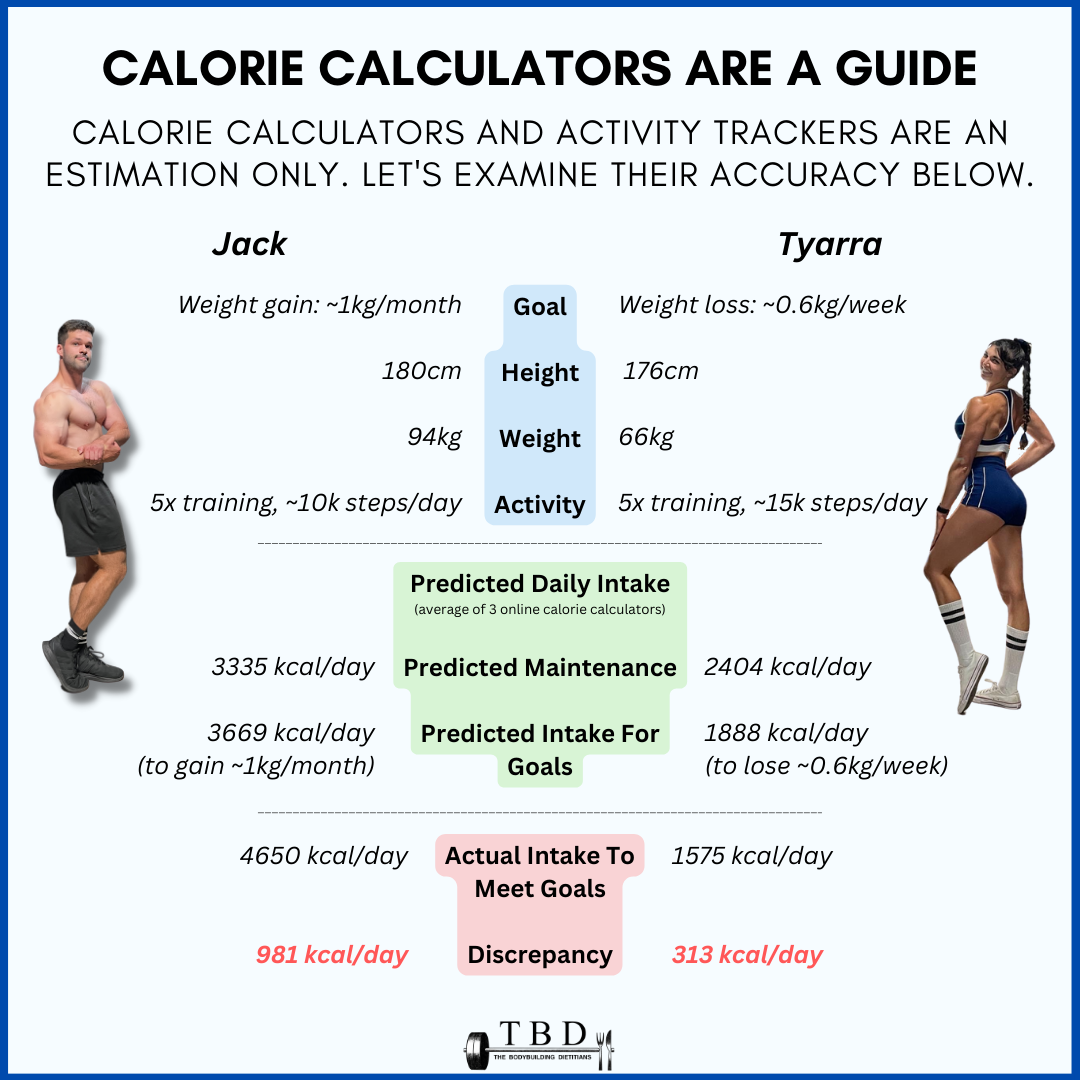 CALORIE CALCULATORS ARE A GUIDE
CALORIE CALCULATORS AND ACTIVITY TRACKERS ARE AN
ESTIMATION ONLY. LET'S EXAMINE THEIR ACCURACY BELOW.
Jack
Tyarra
Weight gain: ~1kg/month
Goal
Weight loss: ~0.6kg/week
180cm
Height
176cm
94kg
Weight
66kg
5x training, ~10k steps/day
Activity
5x training, ~15k steps/day
Predicted Daily Intake
(average of 3 online calorie calculators)
3335 kcal/day
Predicted Maintenance
2404 kcal/day
3669 kcal/day
(to gain ~1kg/month)
Predicted Intake For
Goals
1888 kcal/day
(to lose ~0.6kg/week)
4650 kcal/day
Actual Intake To
Meet Goals
1575 kcal/day
981 kcal/day
Discrepancy
313 kcal/day
TBD
THE BODYBUILDING DIETITIANS